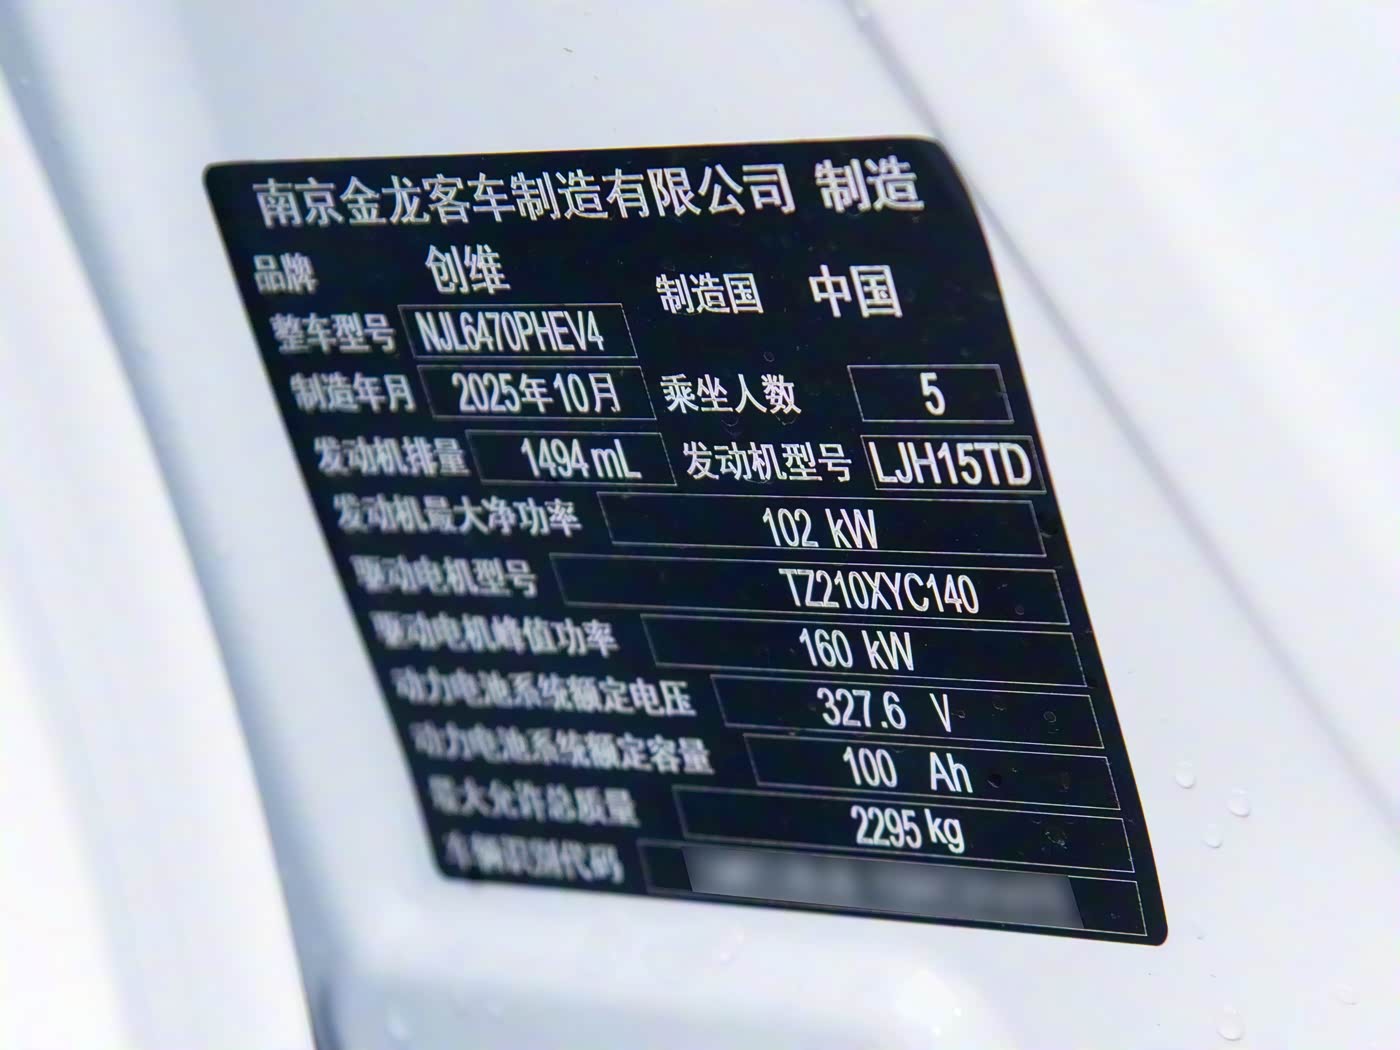 南京金龙客车制造有限公司 制造
品牌 创维 制造国 中国
整车型号 NJL6470PHEV4
制造年月 2025年10月 乘坐人数 5
发动机排量 1494 mL 发动机型号 LJH15TD
发动机最大净功率 102 kW
驱动电机型号 TZ210XYC140
驱动电机峰值功率 160 kW
动力电池系统额定电压 327.6 V
动力电池系统额定容量 100 Ah
最大允许总质量 2295 kg
车辆识别代码